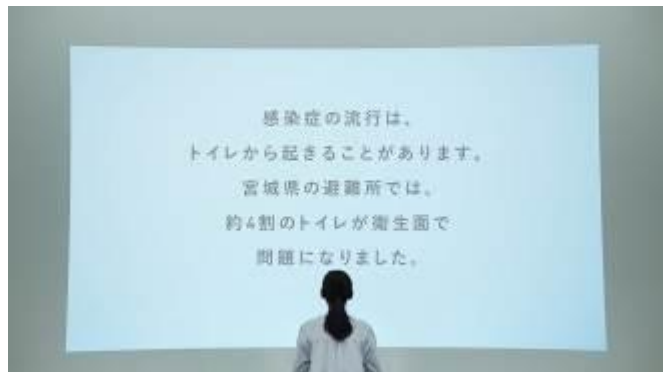 感染症の流行は、
トイレから起きることがあります。
宮城県の避難所では、
約4割のトイレが衛生面で
問題になりました。